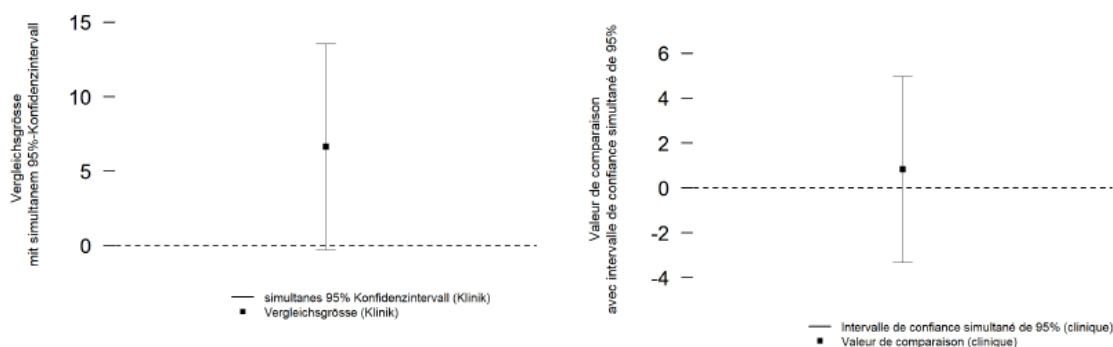 Vergleichsgrösse
mit simultanem 95%-Konfidenzintervall
15
10
5
0
simultanes 95% Konfidenzintervall (Klinik)
Vergleichsgrösse (Klinik)
Valeur de comparaison
avec intervalle de confiance simultané de 95%
6
4
2
0
-2
-4
Intervalle de confiance simultané de 95% (clinique)
Valeur de comparaison (clinique)